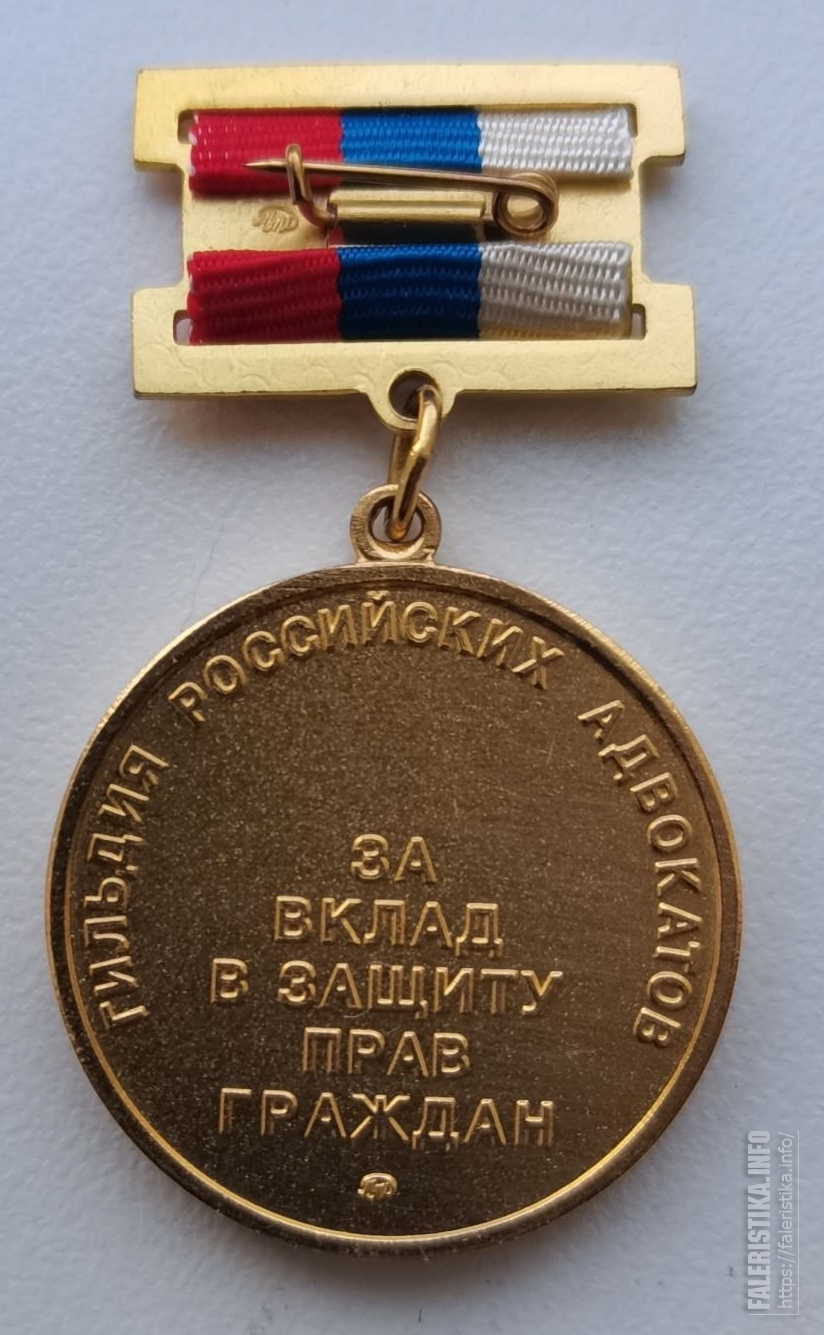 ГИЛЬДИЯ РОССИЙСКИХ АДВОКАТОВ
ЗА
ВКЛАД
В ЗАЩИТУ
ПРАВ
ГРАЖДАН
FALERISTIKA.INFO
https://faleristika.info/